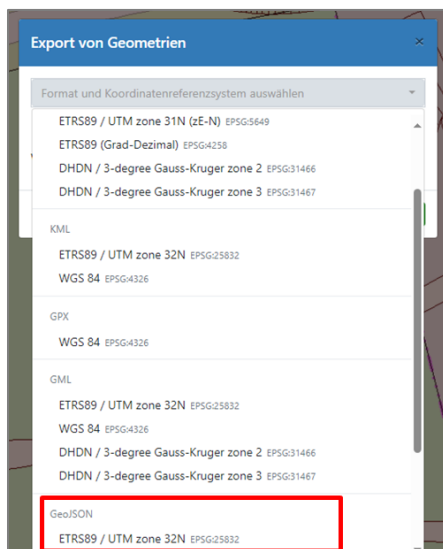 Export von Geometrien ×
Format und Koordinatenreferenzsystem auswählen
ETRS89 / UTM zone 31N (zE-N) EPSG:5649
ETRS89 (Grad-Dezimal) EPSG:4258
DHDN / 3-degree Gauss-Kruger zone 2 EPSG:31466
DHDN / 3-degree Gauss-Kruger zone 3 EPSG:31467
KML
ETRS89 / UTM zone 32N EPSG:25832
WGS 84 EPSG:4326
GPX
WGS 84 EPSG:4326
GML
ETRS89 / UTM zone 32N EPSG:25832
WGS 84 EPSG:4326
DHDN / 3-degree Gauss-Kruger zone 2 EPSG:31466
DHDN / 3-degree Gauss-Kruger zone 3 EPSG:31467
GeoJSON
ETRS89 / UTM zone 32N EPSG:25832